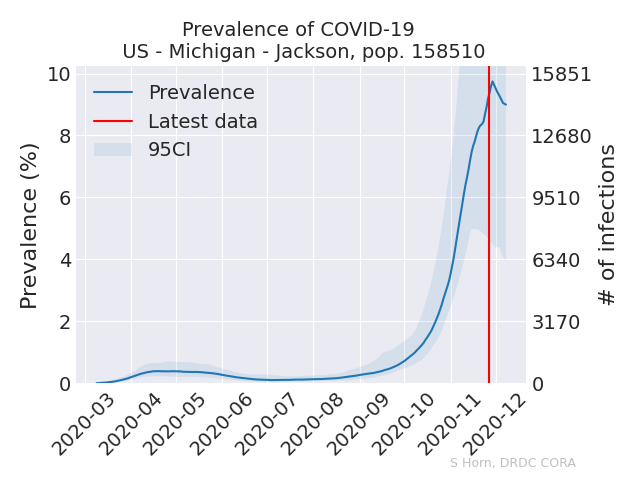 Prevalence of COVID-19
US - Michigan - Jackson, pop. 158510
Prevalence (%)
10
8
6
4
2
0
Prevalence
Latest data
95CI
15851
12680
9510
6340
3170
0
# of infections
2020-03
2020-04
2020-05
2020-06
2020-07
2020-08
2020-09
2020-10
2020-11
2020-12
S Horn, DRDC CORA